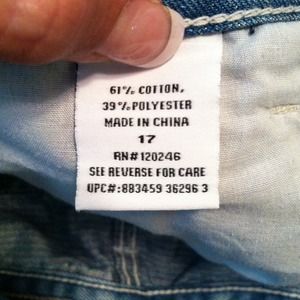 61% COTTON,
39% POLYESTER
MADE IN CHINA
17
RN# 120246
SEE REVERSE FOR CARE
UPC#: 883459 36296 3